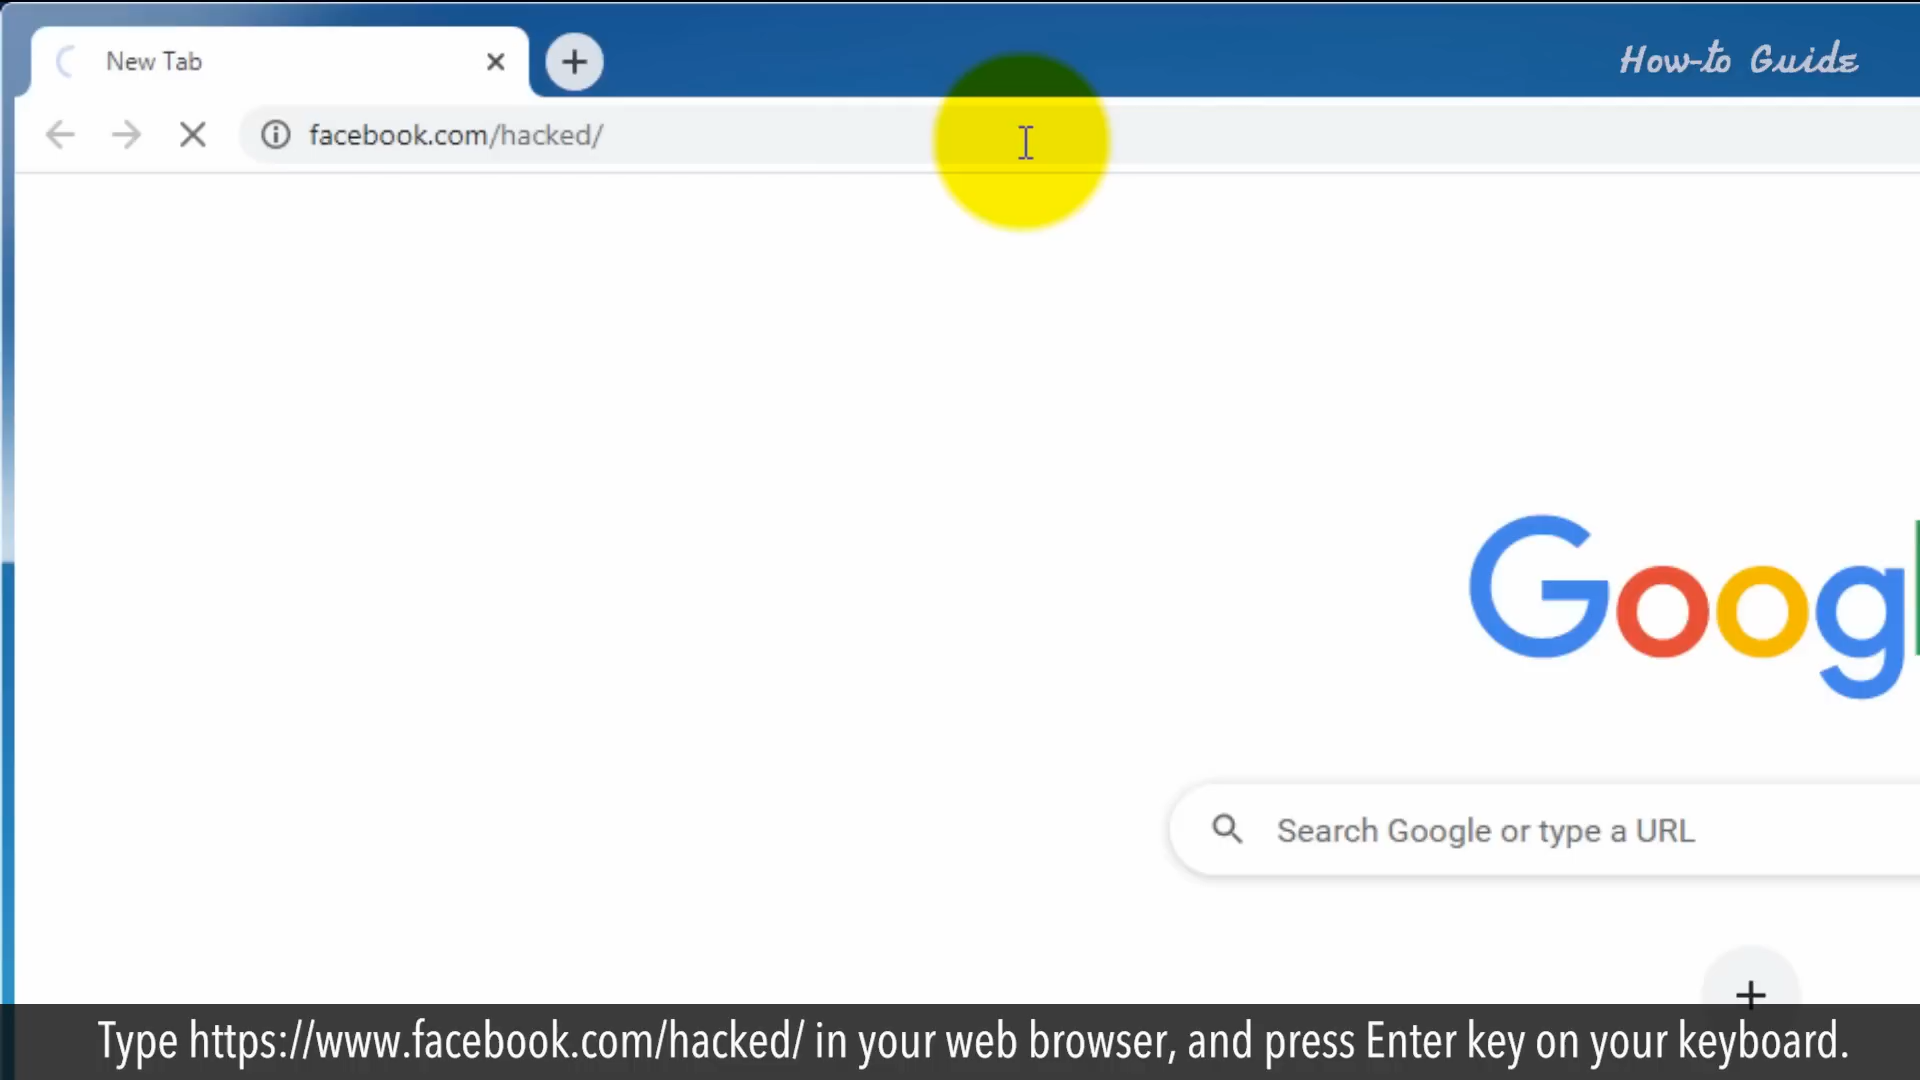 New Tab
How-to Guide
facebook.com/hacked/
Search Google or type a URL
Type https://www.facebook.com/hacked/ in your web browser, and press Enter key on your keyboard.